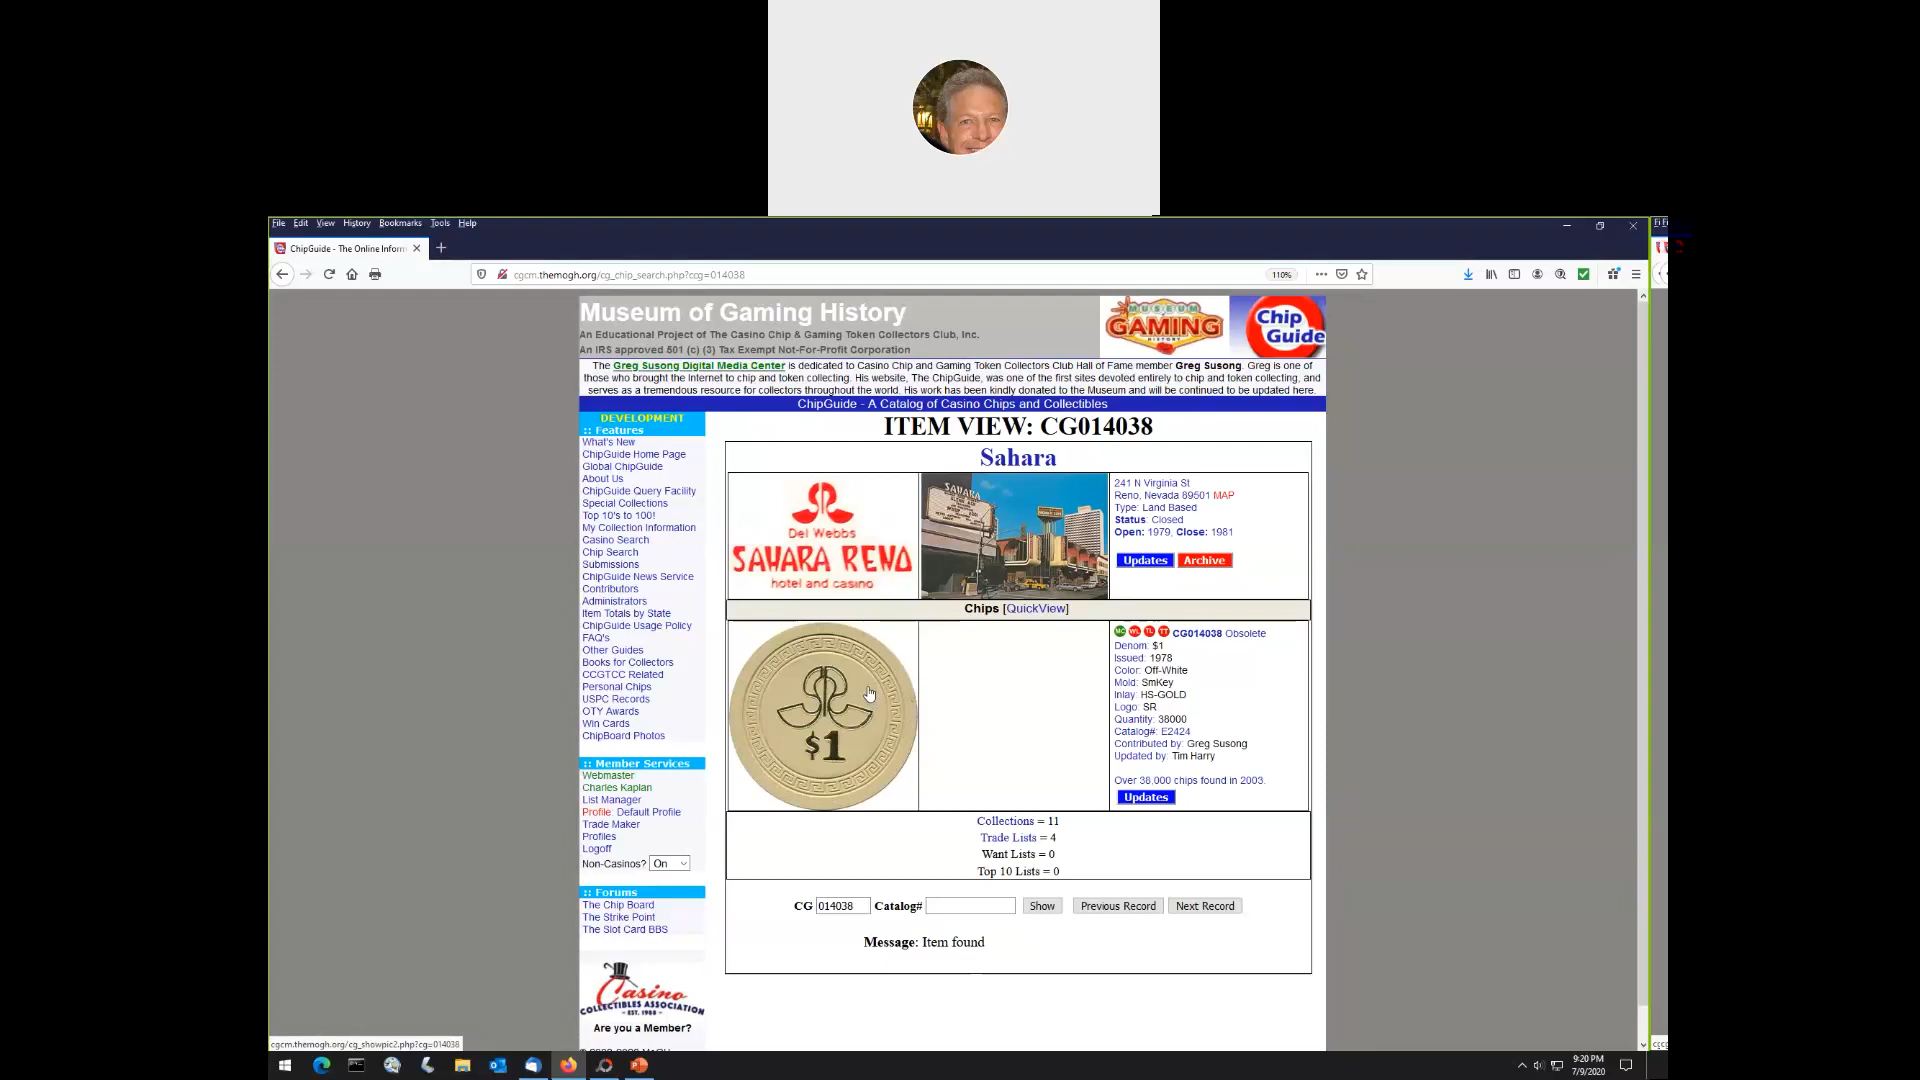 File Edit View History Bookmarks Tools Help
ChipGuide - The Online Inform
cgcm.themogh.org/cg_chip_search.php?ccg=014038
110%
Museum of Gaming History
An Educational Project of The Casino Chip & Gaming Token Collectors Club, Inc.
An IRS approved 501 (c) (3) Tax Exempt Not-For-Profit Corporation
MUSEUM
GAMING
HISTORY
Chip
Guide
The Greg Susong Digital Media Center is dedicated to Casino Chip and Gaming Token Collectors Club Hall of Fame member Greg Susong. Greg is one of
those who brought the Internet to chip and token collecting. His website, The ChipGuide, was one of the first sites devoted entirely to chip and token collecting, and
serves as a tremendous resource for collectors throughout the world. His work has been kindly donated to the Museum and will be continued to be updated here.
ChipGuide - A Catalog of Casino Chips and Collectibles
DEVELOPMENT
:: Features
What's New
ChipGuide Home Page
Global ChipGuide
About Us
ChipGuide Query Facility
Special Collections
Top 10's to 100!
My Collection Information
Casino Search
Chip Search
Submissions
ChipGuide News Service
Contributors
Administrators
Item Totals by State
ChipGuide Usage Policy
FAQ's
Other Guides
Books for Collectors
CCGTCC Related
Personal Chips
USPC Records
OTY Awards
Win Cards
ChipBoard Photos
:: Member Services
Webmaster
Charles Kaplan
List Manager
Profile: Default Profile
Trade Maker
Profiles
Logoff
Non-Casinos? On
:: Forums
The Chip Board
The Strike Point
The Slot Card BBS
Casino
COLLECTIBLES ASSOCIATION
- EST. 1988 -
Are you a Member?
ITEM VIEW: CG014038
Sahara
Del Webbs
SAHARA RENO
hotel and casino
SAHARA
241 N Virginia St
Reno, Nevada 89501 MAP
Type: Land Based
Status: Closed
Open: 1979, Close: 1981
Updates Archive
Chips [QuickView]
$1
MC WL TL TT CG014038 Obsolete
Denom: $1
Issued: 1978
Color: Off-White
Mold: SmKey
Inlay: HS-GOLD
Logo: SR
Quantity: 38000
Catalog#: E2424
Contributed by: Greg Susong
Updated by: Tim Harry
Over 38,000 chips found in 2003.
Updates
Collections = 11
Trade Lists = 4
Want Lists = 0
Top 10 Lists = 0
CG 014038 Catalog# Show Previous Record Next Record
Message: Item found
cgcm.themogh.org/cg_showpic2.php?cg=014038
9:20 PM
7/9/2020